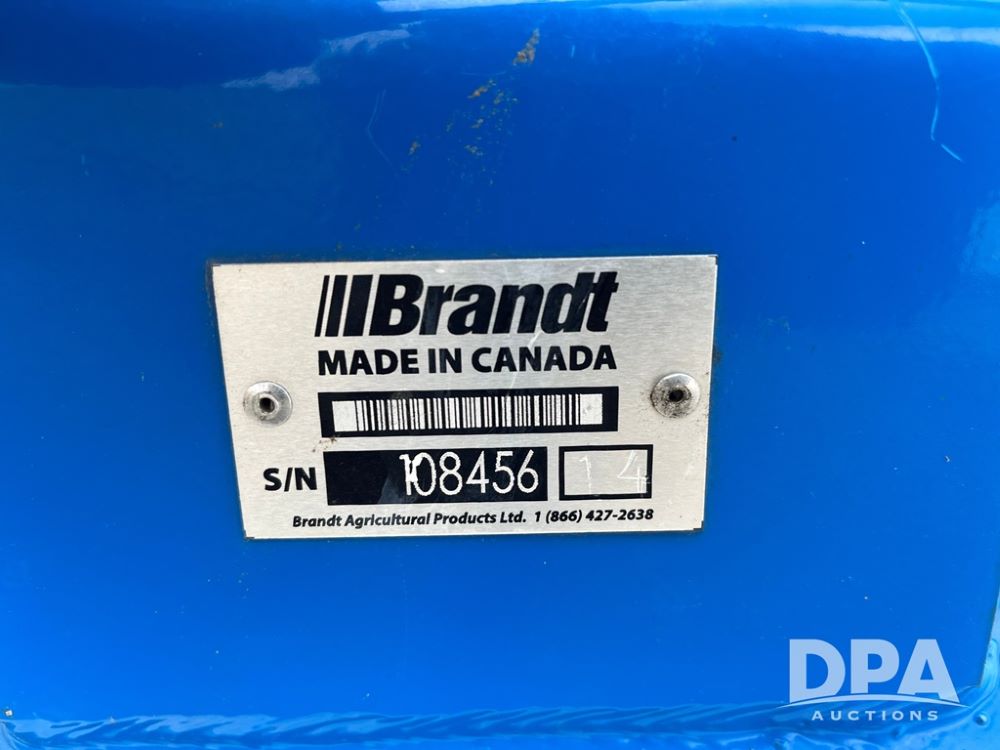 Brandt
MADE IN CANADA
S/N 108456 14
Brandt Agricultural Products Ltd. 1 (866) 427-2638
DPA
AUCTIONS